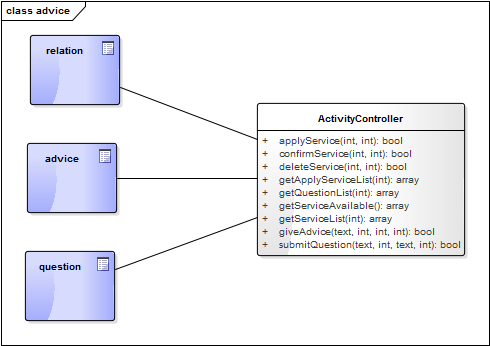 class advice
relation
advice
question
ActivityController
+ applyService(int, int): bool
+ confirmService(int, int): bool
+ deleteService(int, int): bool
+ getApplyServiceList(int): array
+ getQuestionList(int): array
+ getServiceAvailable(): array
+ getServiceList(int): array
+ giveAdvice(text, int, int, int): bool
+ submitQuestion(text, int, text, int): bool